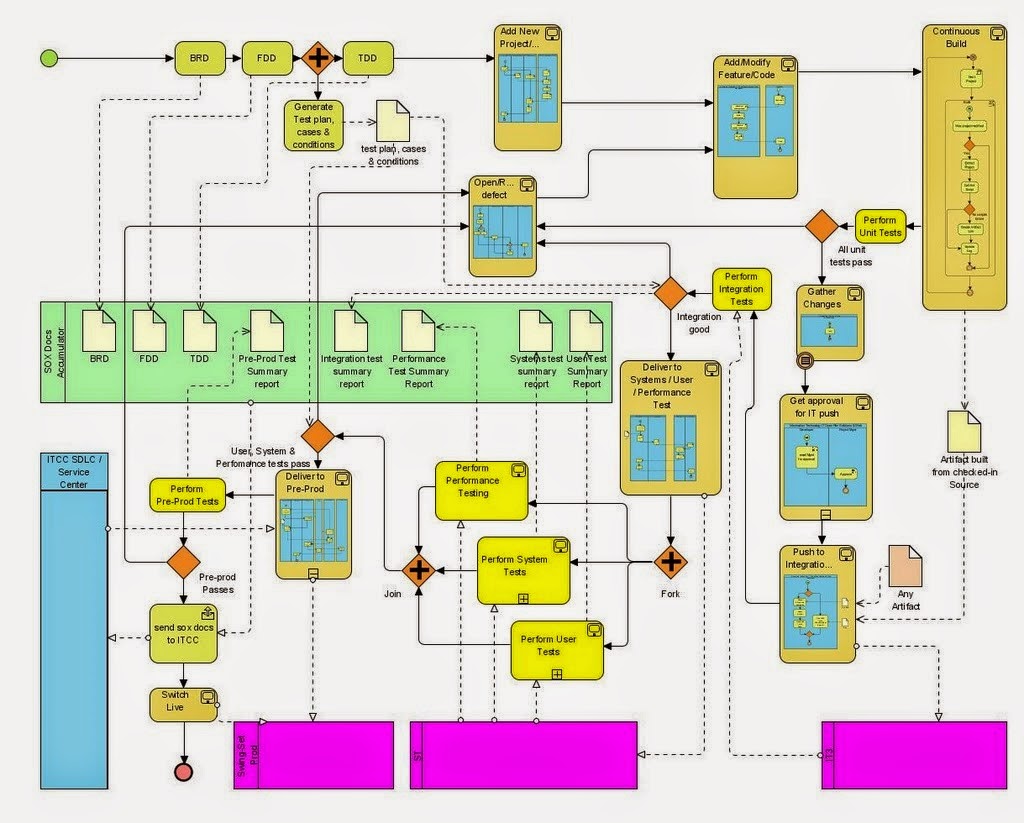 BRD
FDD
TDD
Add New
Project/...
Add/Modify
Feature/Code
Continuous
Build
Generate
Test plan,
cases &
conditions
test plan, cases
& conditions
Open/R...
defect
Perform
Unit Tests
All unit
tests pass
Perform
Integration
Tests
Integration
good
Gather
Changes
SOX Docs
Accumulator
BRD
FDD
TDD
Pre-Prod Test
Summary
report
Integration test
summary
report
Performance
Test Summary
Report
Systems test
summary
report
User Test
Summary
Report
Deliver to
Systems / User
/ Performance
Test
Get approval
for IT push
Artifact built
from checked-in
Source
User, System &
Perfomance tests pass
ITCC SDLC /
Service
Center
Perform
Pre-Prod Tests
Deliver to
Pre-Prod
Perform
Performance
Testing
Perform System
Tests
Perform User
Tests
Join
Fork
Push to
Integratio...
Any
Artifact
Pre-prod
Passes
send sox docs
to ITCC
Switch
Live
Swing-Set
Prod
ST
IT3